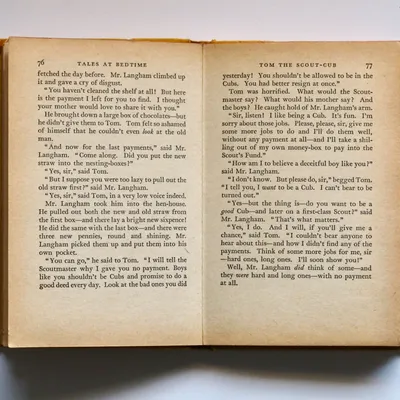 76 TALES AT BEDTIME
fetched the day before. Mr. Langham climbed up
it and gave a cry of disgust.
"You haven't cleaned the shelf at all! But here
is the payment I left for you to find. I thought
your mother would love to share it with you."
He brought down a large box of chocolates—but
he didn't give them to Tom. Tom felt so ashamed
of himself that he couldn't even look at the old
man.
"And now for the last payments," said Mr.
Langham. "Come along. Did you put the new
straw into the nesting-boxes?"
"Yes, sir," said Tom.
"But I suppose you were too lazy to pull out the
old straw first?" said Mr. Langham.
"Yes, sir," said Tom, in a very low voice indeed.
Mr. Langham took him into the hen-house.
He pulled out both the new and old straw from
the first box—and there lay a bright new sixpence!
He did the same with the last box—and there were
three new pennies, round and shining. Mr.
Langham picked them up and put them into his
own pocket.
"You can go," he said to Tom. "I will tell the
Scoutmaster why I gave you no payment. Boys
like you shouldn't be Cubs and promise to do a
good deed every day. Look at the bad ones you did
TOM THE SCOUT-CUB 77
yesterday! You shouldn't be allowed to be in the
Cubs. You had better resign at once."
Tom was horrified. What would the Scout-
master say? What would his mother say? And
the boys? He caught hold of Mr. Langham's arm.
"Sir, listen! I like being a Cub. It's fun. I'm
sorry about those jobs. Please, please, sir, give me
some more jobs to do and I'll do them well,
without any payment at all—and I'll take a shil-
ling out of my own money-box to pay into the
Scout's Fund."
"How am I to believe a deceitful boy like you?"
said Mr. Langham.
"I don't know. But please do, sir," begged Tom.
"I tell you, I want to be a Cub. I can't bear to be
turned out."
"Yes—but the thing is—do you want to be a
good Cub—and later on a first-class Scout?" said
Mr. Langham. "That's what matters."
"Yes, I do. And I will, if you'll give me a
chance," said Tom. "I couldn't bear anyone to
hear about this—and how I didn't find any of the
payments. Think of some more jobs for me, sir
—hard ones, long ones. I'll soon show you!"
Well, Mr. Langham did think of some—and
they were hard and long ones—with no payment
at all.